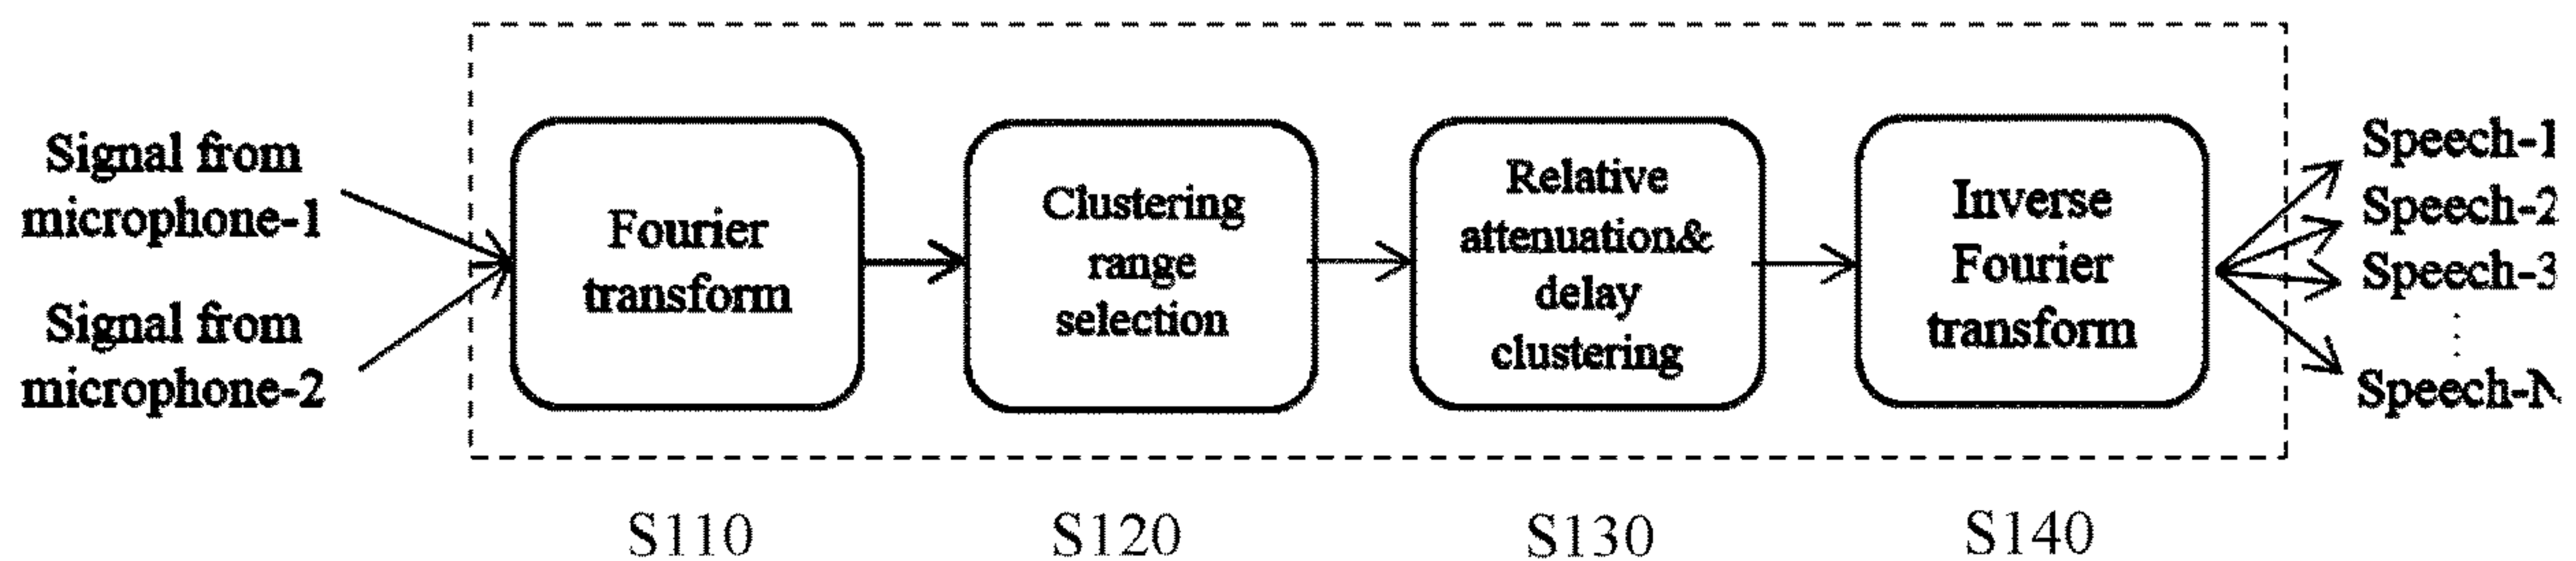 Signal from
microphone-1
Signal from
microphone-2
Fourier
transform
Clustering
range
selection
Relative
attenuation&
delay
clustering
Inverse
Fourier
transform
Speech-1
Speech-2
Speech-3
Speech-N
S110
S120
S130
S140